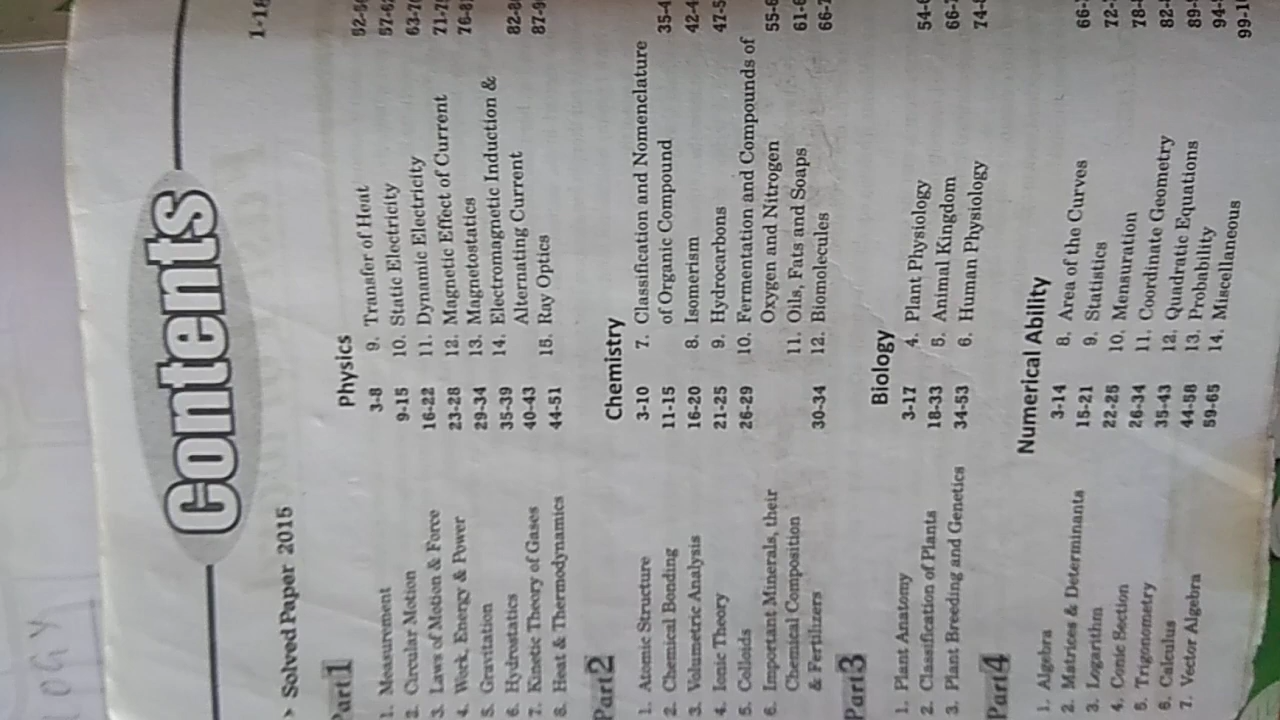 Contents
Solved Paper 2015
Part 1
Physics
1. Measurement 3-8
2. Circular Motion 9-15
3. Laws of Motion & Force 16-22
4. Work, Energy & Power 23-28
5. Gravitation 29-34
6. Hydrostatics 35-39
7. Kinetic Theory of Gases 40-43
8. Heat & Thermodynamics 44-51
9. Transfer of Heat
10. Static Electricity
11. Dynamic Electricity
12. Magnetic Effect of Current
13. Magnetostatics
14. Electromagnetic Induction &
Alternating Current
15. Ray Optics
Part 2
Chemistry
1. Atomic Structure 3-10
2. Chemical Bonding 11-15
3. Volumetric Analysis 16-20
4. Ionic Theory 21-25
5. Colloids 26-29
6. Important Minerals, their
Chemical Composition
& Fertilizers 30-34
7. Classification and Nomenclature
of Organic Compound
8. Isomerism
9. Hydrocarbons
10. Fermentation and Compounds of
Oxygen and Nitrogen
11. Oils, Fats and Soaps
12. Biomolecules
Part 3
Biology
1. Plant Anatomy 3-17
2. Classification of Plants 18-33
3. Plant Breeding and Genetics 34-53
4. Plant Physiology
5. Animal Kingdom
6. Human Physiology
Part 4
Numerical Ability
1. Algebra 3-14
2. Matrices & Determinants 15-21
3. Logarithm 22-25
4. Conic Section 26-34
5. Trigonometry 35-43
6. Calculus 44-58
7. Vector Algebra 59-65
8. Area of the Curves
9. Statistics
10. Mensuration
11. Coordinate Geometry
12. Quadratic Equations
13. Probability
14. Miscellaneous